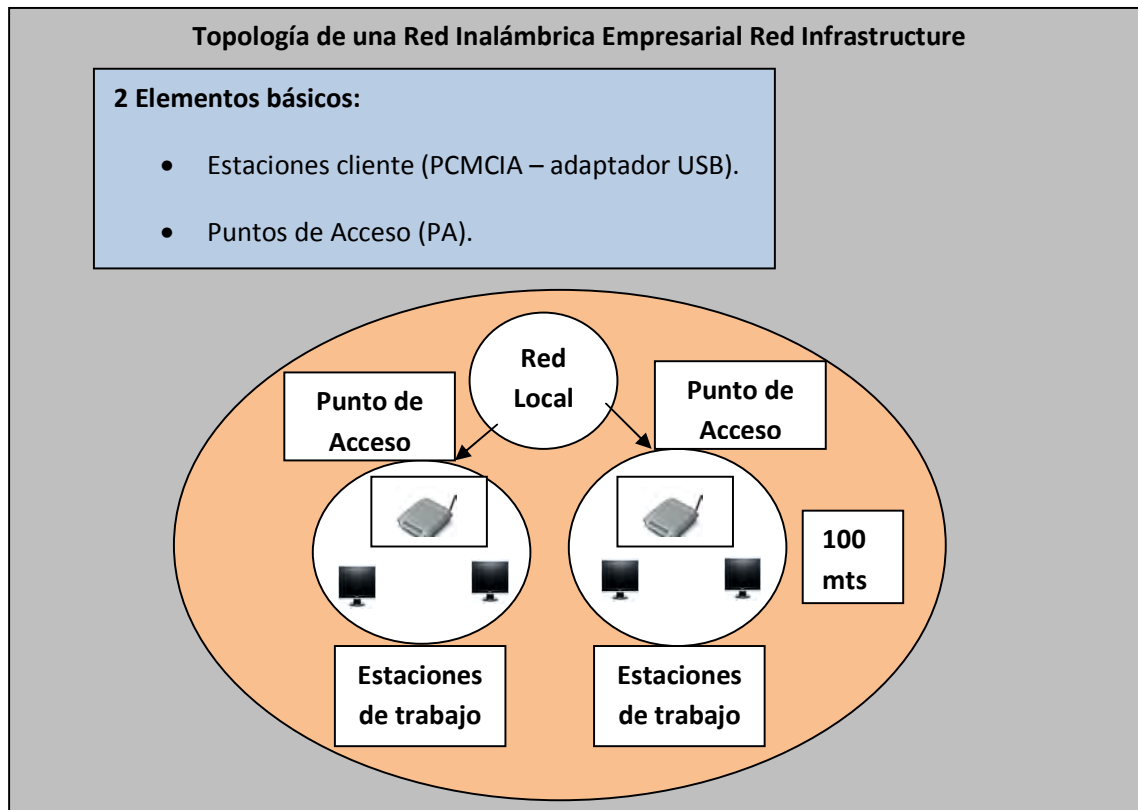 Topología de una Red Inalámbrica Empresarial Red Infrastructure
2 Elementos básicos:
• Estaciones cliente (PCMCIA – adaptador USB).
• Puntos de Acceso (PA).
Red
Local
Punto de
Acceso
Punto de
Acceso
100
mts
Estaciones
de trabajo
Estaciones
de trabajo